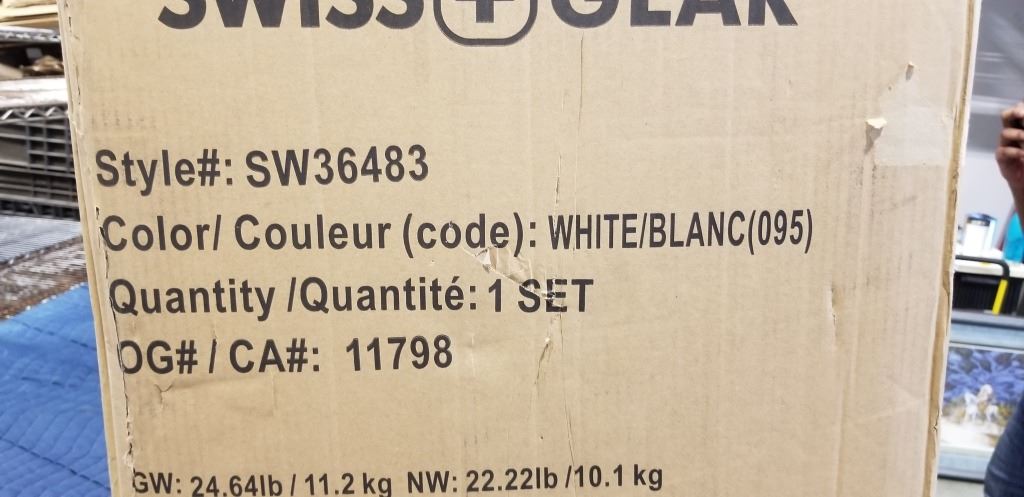 SWISS GEAR
Style#: SW36483
Color/ Couleur (code): WHITE/BLANC(095)
Quantity /Quantité: 1 SET
OG# / CA#: 11798
GW: 24.64lb / 11.2 kg NW: 22.22lb /10.1 kg